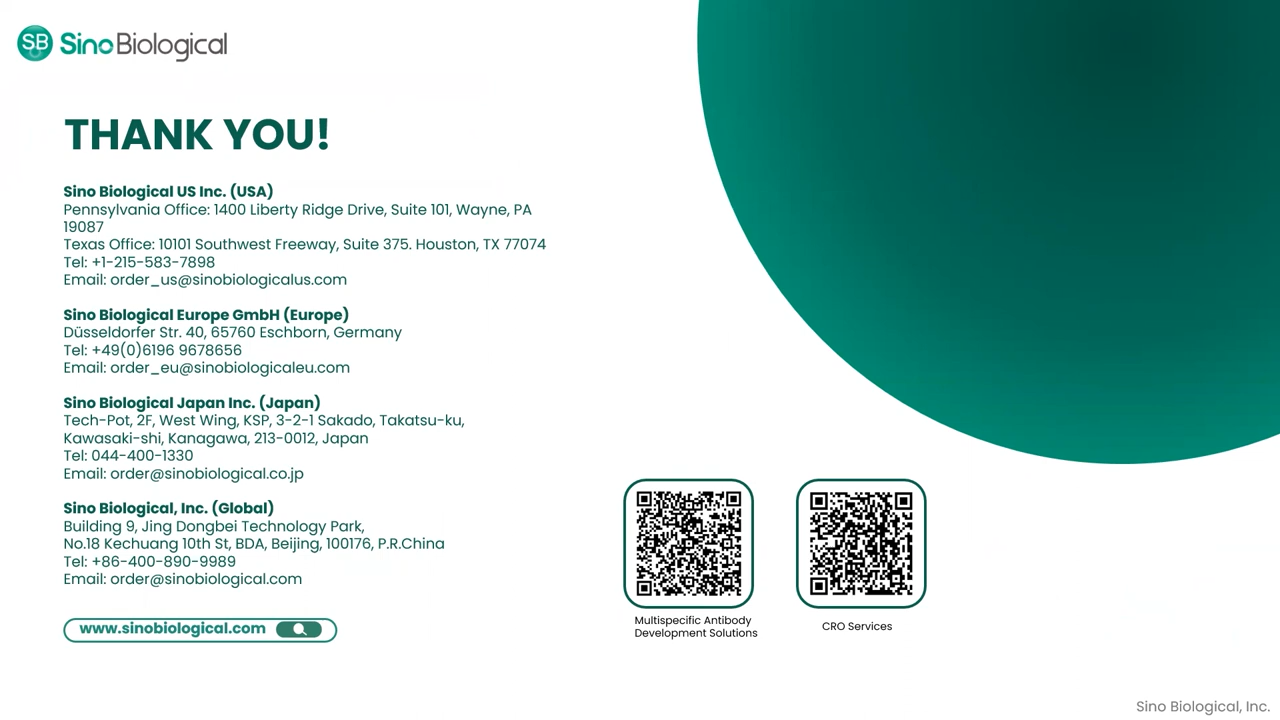 SB SinoBiological
THANK YOU!
Sino Biological US Inc. (USA)
Pennsylvania Office: 1400 Liberty Ridge Drive, Suite 101, Wayne, PA
19087
Texas Office: 10101 Southwest Freeway, Suite 375. Houston, TX 77074
Tel: +1-215-583-7898
Email: order_us@sinobiologicalus.com
Sino Biological Europe GmbH (Europe)
Düsseldorfer Str. 40, 65760 Eschborn, Germany
Tel: +49(0)6196 9678656
Email: order_eu@sinobiologicaleu.com
Sino Biological Japan Inc. (Japan)
Tech-Pot, 2F, West Wing, KSP, 3-2-1 Sakado, Takatsu-ku,
Kawasaki-shi, Kanagawa, 213-0012, Japan
Tel: 044-400-1330
Email: order@sinobiological.co.jp
Sino Biological, Inc. (Global)
Building 9, Jing Dongbei Technology Park,
No.18 Kechuang 10th St, BDA, Beijing, 100176, P.R.China
Tel: +86-400-890-9989
Email: order@sinobiological.com
www.sinobiological.com
Multispecific Antibody
Development Solutions
CRO Services
Sino Biological, Inc.